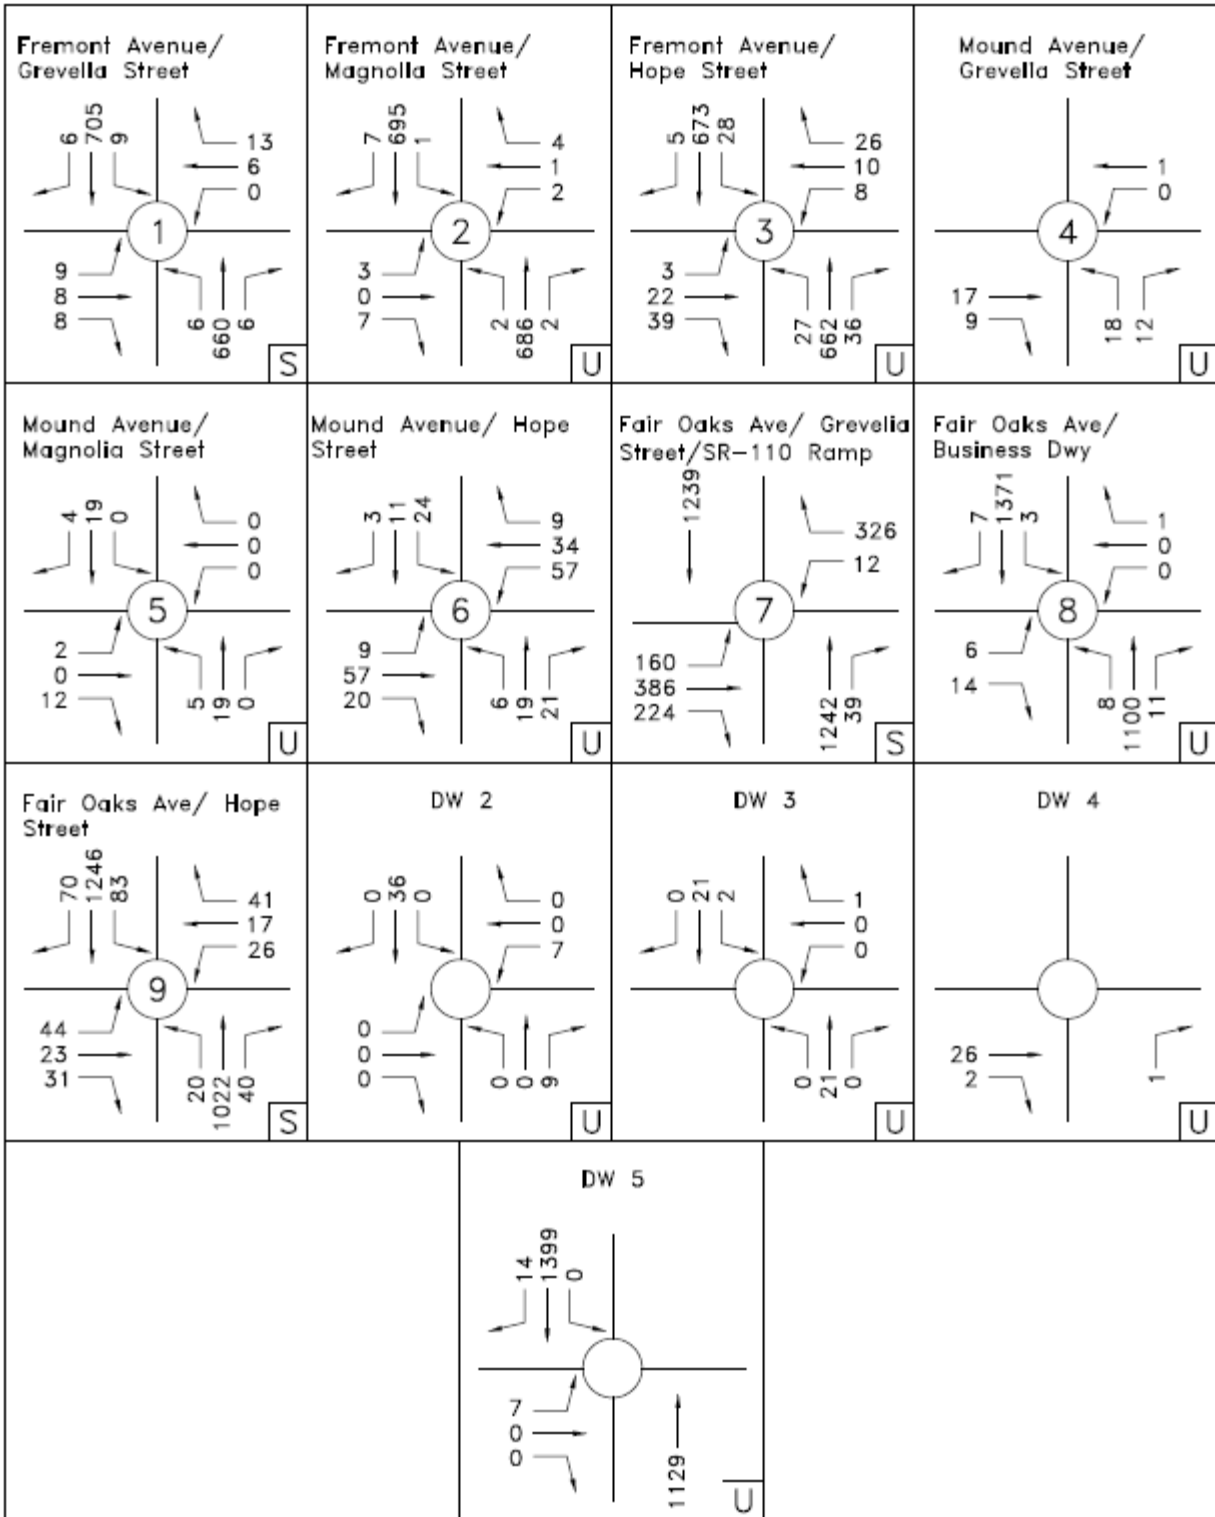 Fremont Avenue/
Grevella Street
6 705 9
13
6
0
1
9
8
8
6 660 6
S
Fremont Avenue/
Magnolla Street
7 695 1
4
1
2
2
3
0
7
2 686 2
U
Fremont Avenue/
Hope Street
5 673 28
26
10
8
3
3
22
39
27 662 36
U
Mound Avenue/
Grevella Street
1
0
4
17
9
18 12
U
Mound Avenue/
Magnolia Street
4 19 0
0
0
0
5
2
0
12
5 19 0
U
Mound Avenue/ Hope
Street
3 11 24
9
34
57
6
9
57
20
6 19 21
U
Fair Oaks Ave/ Grevelia
Street/SR-110 Ramp
1239
326
12
7
160
386
224
1242 39
S
Fair Oaks Ave/
Business Dwy
7 1371 3
1
0
0
8
6
14
8 1100 11
U
Fair Oaks Ave/ Hope
Street
70 1246 83
41
17
26
9
44
23
31
20 1022 40
S
DW 2
0 36 0
0
0
7
0
0
0
0 0 9
U
DW 3
0 21 2
1
0
0
0 21 0
U
DW 4
26
2
1
U
DW 5
14 1399 0
7
0
0
1129
U